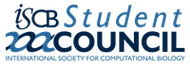 iSCB Student
COUNCIL
INTERNATIONAL SOCIETY FOR COMPUTATIONAL BIOLOGY